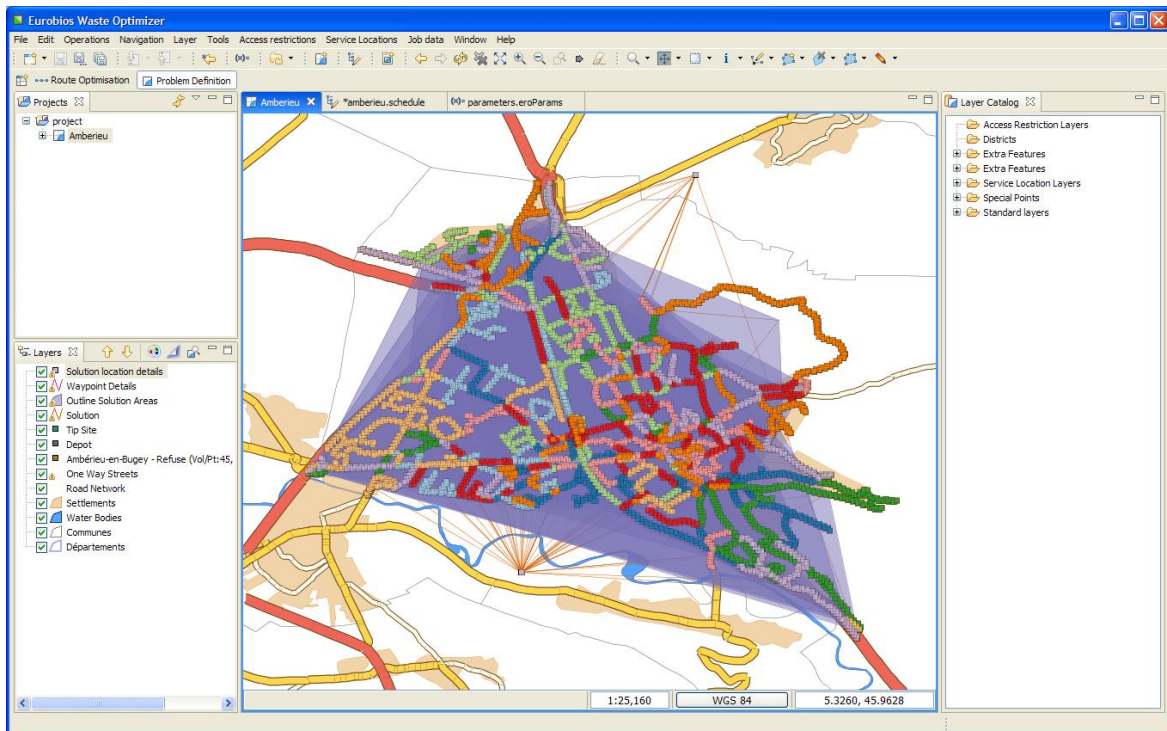 Eurobios Waste Optimizer
File Edit Operations Navigation Layer Tools Access restrictions Service Locations Job data Window Help
Route Optimisation Problem Definition
Projects
project
Amberieu
Layers
Solution location details
Waypoint Details
Outline Solution Areas
Solution
Tip Site
Depot
Ambérieu-en-Bugey - Refuse (Vol/Pt:45,
One Way Streets
Road Network
Settlements
Water Bodies
Communes
Départements
Amberieu *amberieu.schedule (x)= parameters.eroParams
1:25,160 WGS 84 5.3260, 45.9628
Layer Catalog
Access Restriction Layers
Districts
Extra Features
Extra Features
Service Location Layers
Special Points
Standard layers